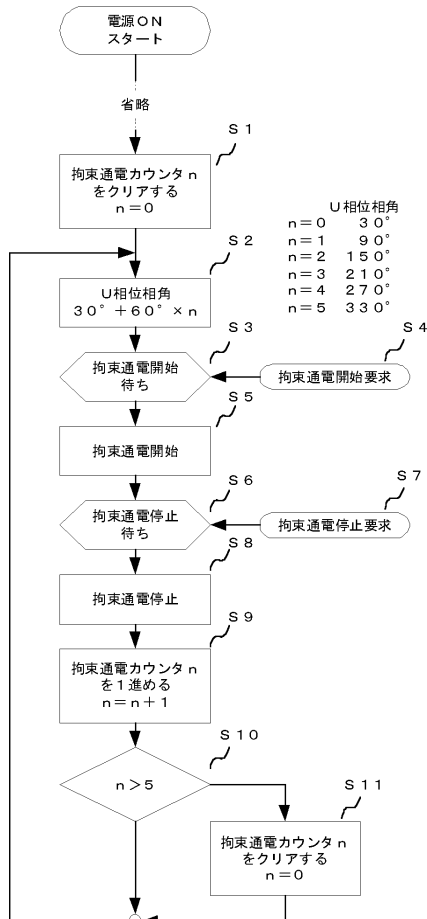 電源ON
スタート
省略
S1
拘束通電カウンタn
をクリアする
n=0
U相位相角
n=0 30°
n=1 90°
n=2 150°
n=3 210°
n=4 270°
n=5 330°
S2
U相位相角
30°+60°×n
S3
拘束通電開始
待ち
S4
拘束通電開始要求
S5
拘束通電開始
S6
拘束通電停止
待ち
S7
拘束通電停止要求
S8
拘束通電停止
S9
拘束通電カウンタn
を1進める
n=n+1
S10
n>5
S11
拘束通電カウンタn
をクリアする
n=0